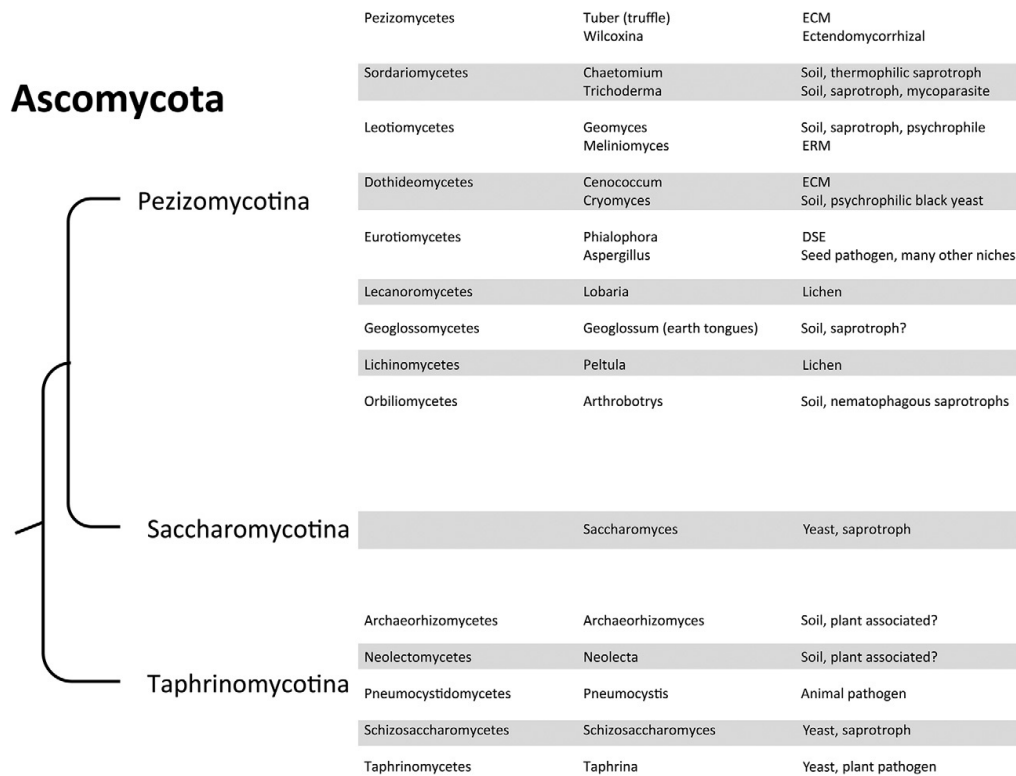 Ascomycota
Pezizomycotina
Pezizomycetes Tuber (truffle) ECM
Wilcoxina Ectendomycorrhizal
Sordariomycetes Chaetomium Soil, thermophilic saprotroph
Trichoderma Soil, saprotroph, mycoparasite
Leotiomycetes Geomyces Soil, saprotroph, psychrophile
Meliniomyces ERM
Dothideomycetes Cenococcum ECM
Cryomyces Soil, psychrophilic black yeast
Eurotiomycetes Phialophora DSE
Aspergillus Seed pathogen, many other niches
Lecanoromycetes Lobaria Lichen
Geoglossomycetes Geoglossum (earth tongues) Soil, saprotroph?
Lichinomycetes Peltula Lichen
Orbiliomycetes Arthrobotrys Soil, nematophagous saprotrophs
Saccharomycotina Saccharomyces Yeast, saprotroph
Taphrinomycotina
Archaeorhizomycetes Archaeorhizomyces Soil, plant associated?
Neolectomycetes Neolecta Soil, plant associated?
Pneumocystidomycetes Pneumocystis Animal pathogen
Schizosaccharomycetes Schizosaccharomyces Yeast, saprotroph
Taphrinomycetes Taphrina Yeast, plant pathogen